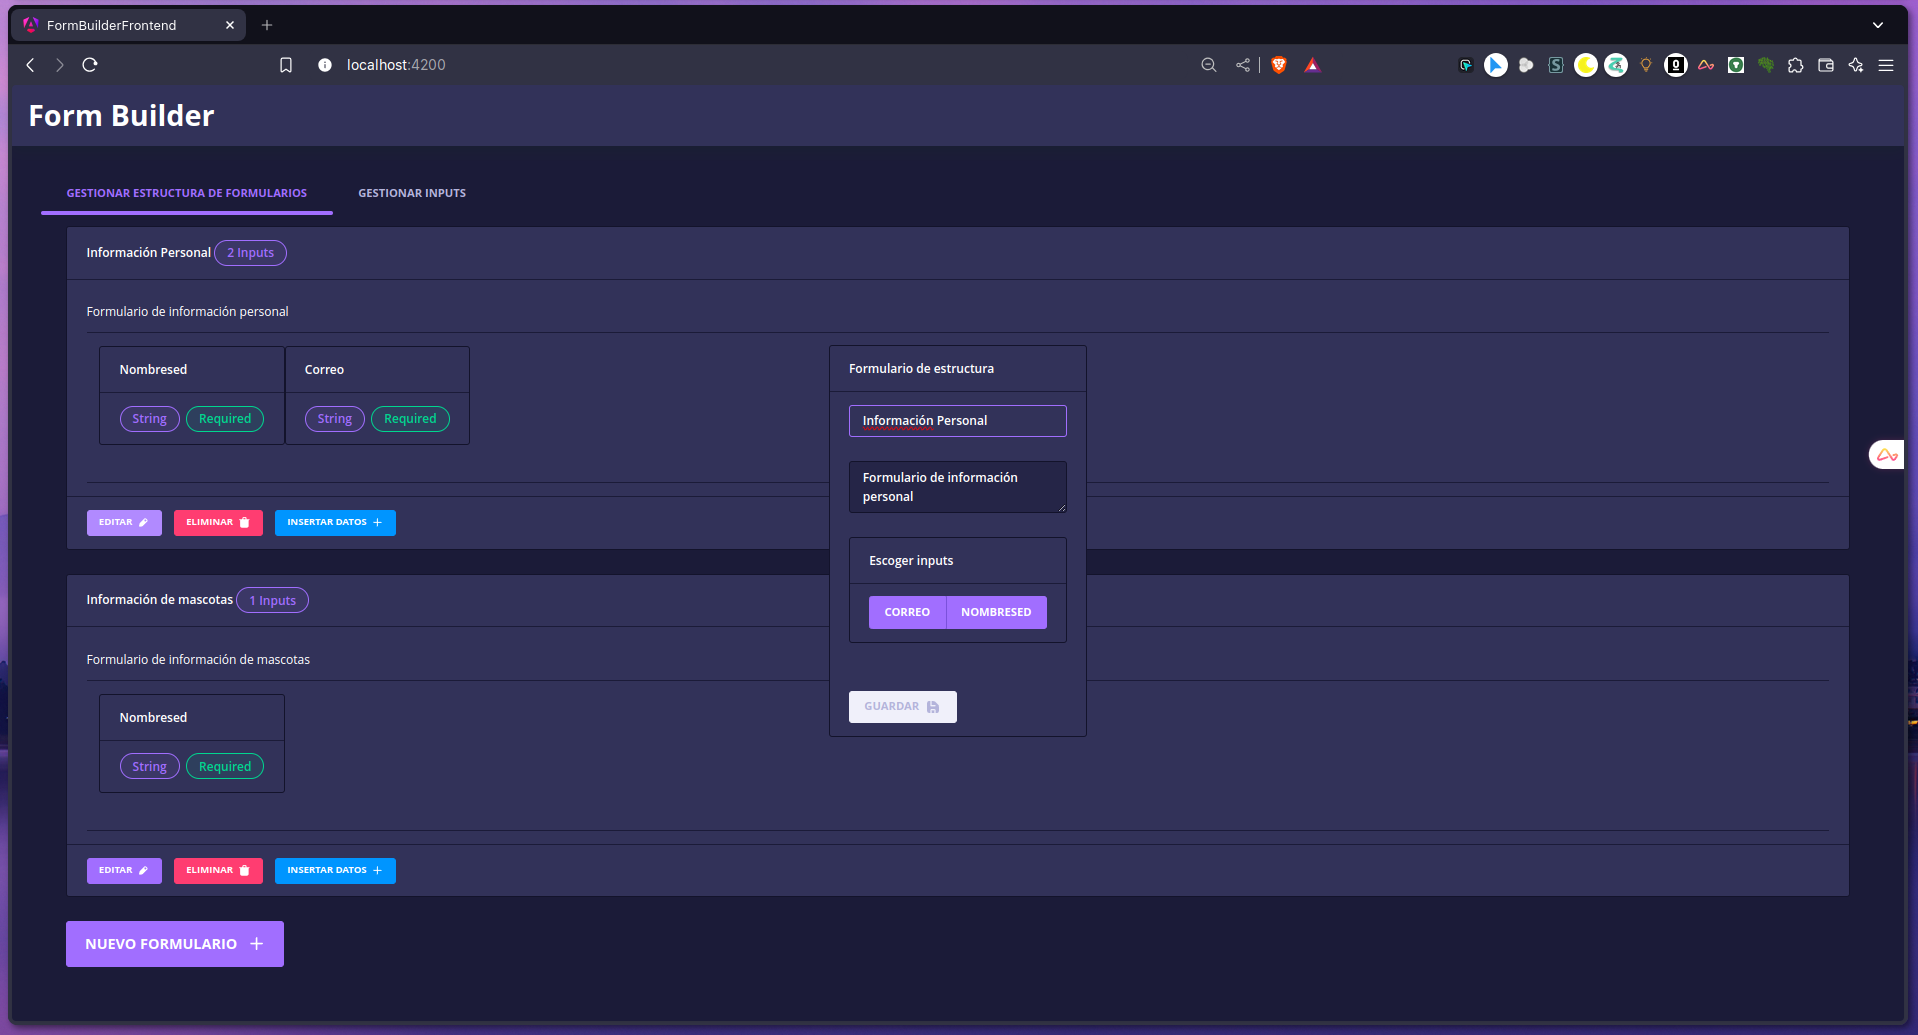 FormBuilderFrontend
localhost:4200
Form Builder
GESTIONAR ESTRUCTURA DE FORMULARIOS
GESTIONAR INPUTS
Información Personal 2 Inputs
Formulario de información personal
Nombresed
String Required
Correo
String Required
EDITAR ELIMINAR INSERTAR DATOS
Información de mascotas 1 Inputs
Formulario de información de mascotas
Nombresed
String Required
EDITAR ELIMINAR INSERTAR DATOS
NUEVO FORMULARIO
Formulario de estructura
Información Personal
Formulario de información
personal
Escoger inputs
CORREO NOMBRESED
GUARDAR